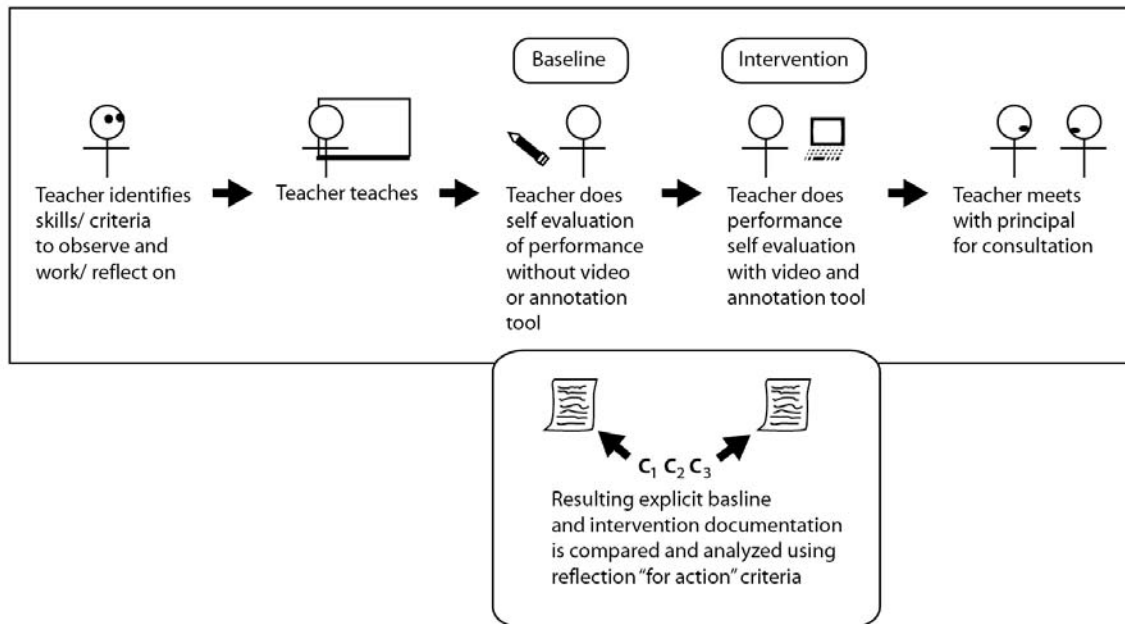 Baseline
Intervention
Teacher identifies
skills/ criteria
to observe and
work/ reflect on
Teacher teaches
Teacher does
self evaluation
of performance
without video
or annotation
tool
Teacher does
performance
self evaluation
with video and
annotation tool
Teacher meets
with principal
for consultation
C₁ C₂ C₃
Resulting explicit basline
and intervention documentation
is compared and analyzed using
reflection “for action” criteria